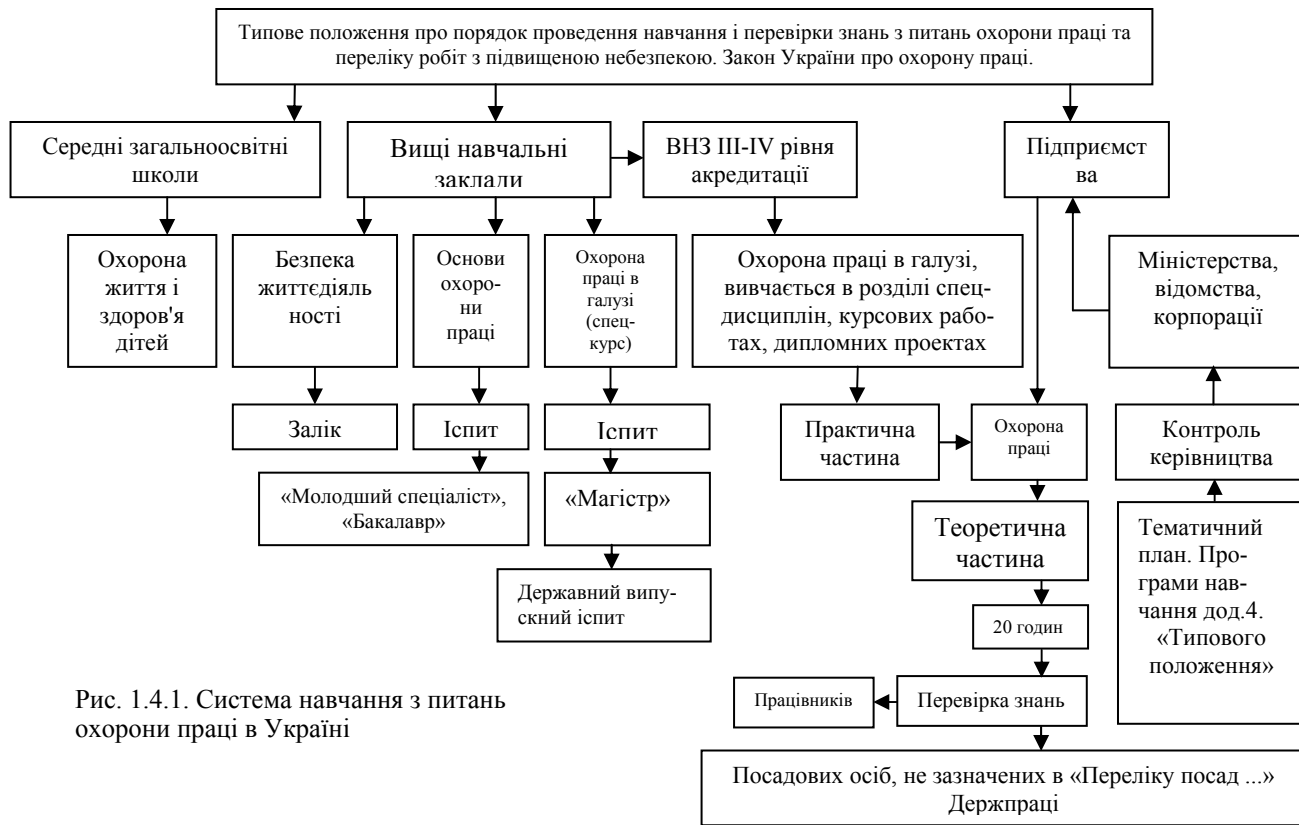 Типове положення про порядок проведення навчання і перевірки знань з питань охорони праці та
переліку робіт з підвищеною небезпекою. Закон України про охорону праці.
Середні загальноосвітні
школи
Вищі навчальні
заклади
ВНЗ ІІІ-ІV рівня
акредитації
Підприємст
ва
Охорона
життя і
здоров'я
дітей
Безпека
життєдіяль
ності
Основи
охоро-
ни
праці
Охорона
праці в
галузі
(спец-
курс)
Охорона праці в галузі,
вивчається в розділі спец-
дисциплін, курсових рабо-
тах, дипломних проектах
Міністерства,
відомства,
корпорації
Залік
Іспит
Іспит
Практична
частина
Охорона
праці
Контроль
керівництва
«Молодший спеціаліст»,
«Бакалавр»
«Магістр»
Теоретична
частина
Тематичний
план. Про-
грами нав-
чання дод.4.
«Типового
положення»
Державний випу-
скний іспит
20 годин
Працівників
Перевірка знань
Рис. 1.4.1. Система навчання з питань
охорони праці в Україні
Посадових осіб, не зазначених в «Переліку посад ...»
Держпраці